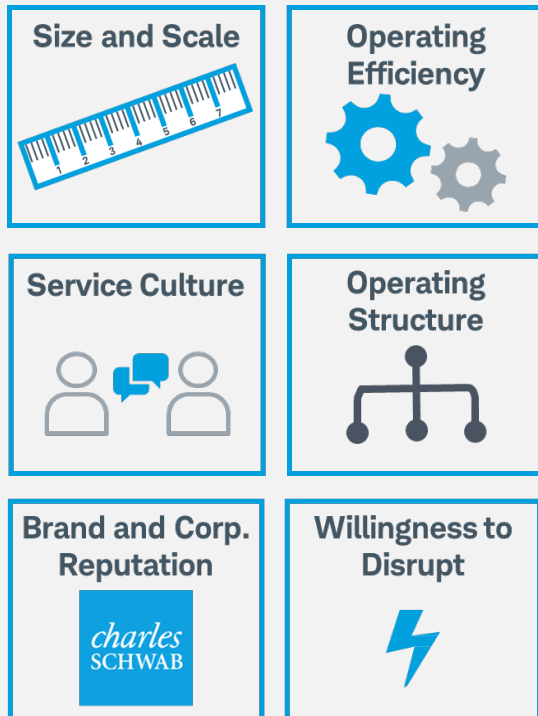 Size and Scale
1 2 3 4 5 6 7
Operating
Efficiency
Service Culture
Operating
Structure
Brand and Corp.
Reputation
charles
SCHWAB
Willingness to
Disrupt